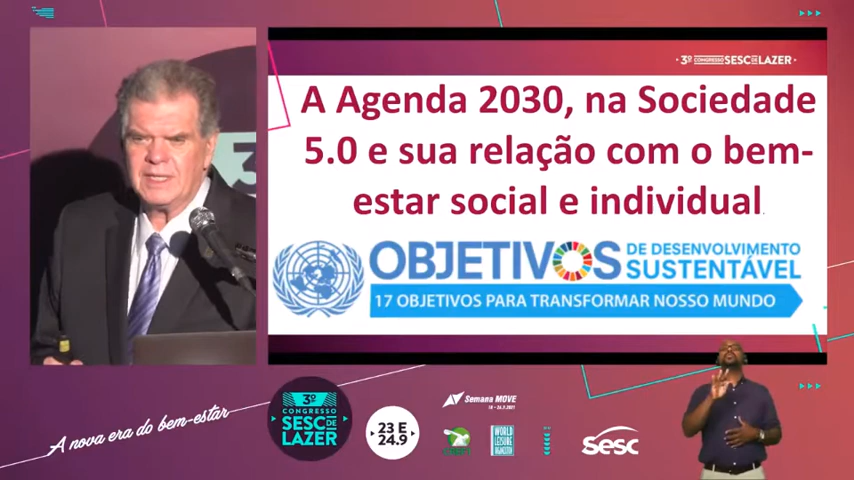 3º CONGRESSO SESC DE LAZER
A Agenda 2030, na Sociedade
5.0 e sua relação com o bem-
estar social e individual.
OBJETIVOS DE DESENVOLVIMENTO
SUSTENTÁVEL
17 OBJETIVOS PARA TRANSFORMAR NOSSO MUNDO
A nova era do bem-estar
3º
CONGRESSO
SESC DE
LAZER
23 E
24.9
Semana MOVE
WORLD
LEISURE
ORGANIZATION
Sesc